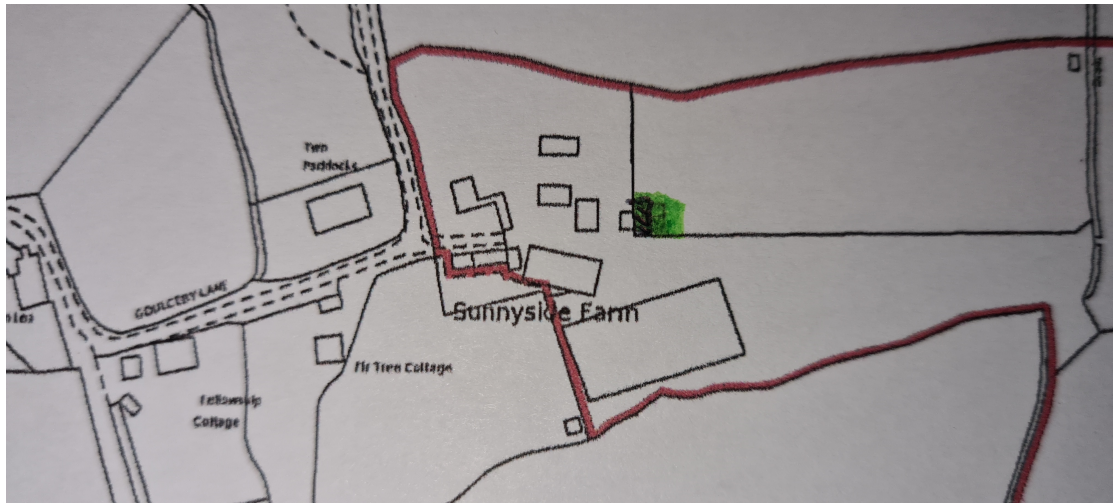 Two
Paddocks
GOULCEBY LANE
Sunnyside Farm
Fir Tree Cottage
Fellowship
Cottage